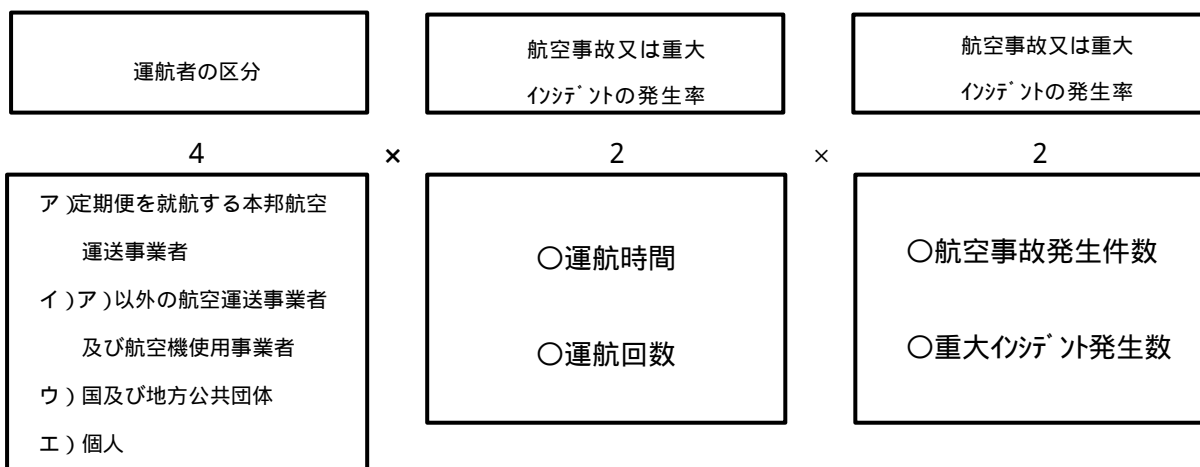 運航者の区分
航空事故又は重大
ｲﾝｼﾃﾞﾝﾄの発生率
航空事故又は重大
ｲﾝｼﾃﾞﾝﾄの発生率
4 × 2 × 2
ア)定期便を就航する本邦航空
運送事業者
イ)ア)以外の航空運送事業者
及び航空機使用事業者
ウ)国及び地方公共団体
エ)個人
○運航時間
○運航回数
○航空事故発生件数
○重大ｲﾝｼﾃﾞﾝﾄ発生数